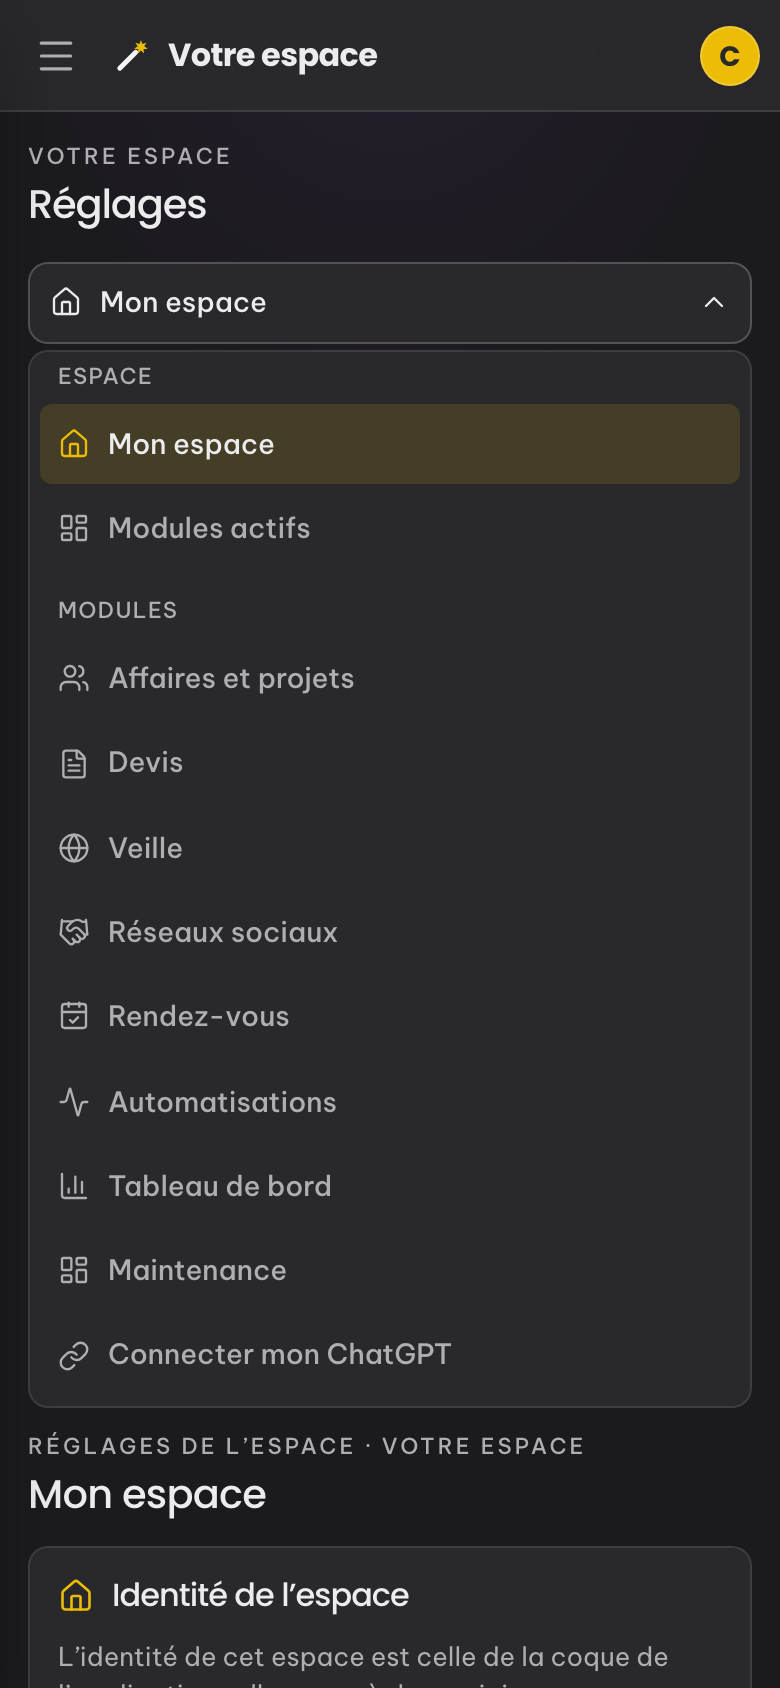 Votre espace
C
VOTRE ESPACE
Réglages
Mon espace
ESPACE
Mon espace
Modules actifs
MODULES
Affaires et projets
Devis
Veille
Réseaux sociaux
Rendez-vous
Automatisations
Tableau de bord
Maintenance
Connecter mon ChatGPT
RÉGLAGES DE L’ESPACE · VOTRE ESPACE
Mon espace
Identité de l’espace
L’identité de cet espace est celle de la coque de